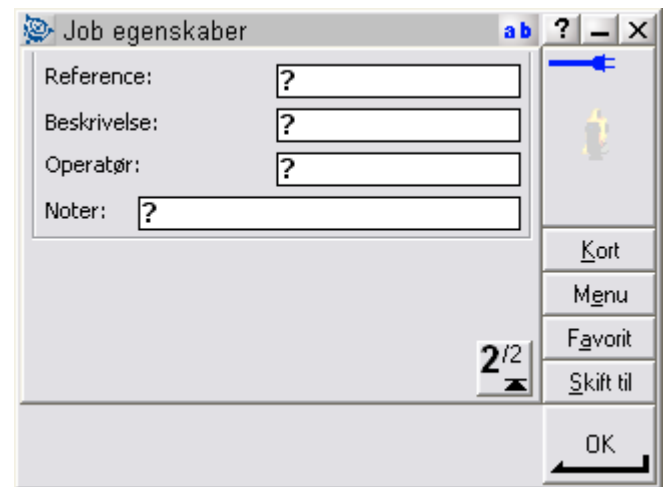 Job egenskaber ab ? – ×
Reference: ?
Beskrivelse: ?
Operatør: ?
Noter: ?
Kort
Menu
Favorit
2/2
Skift til
OK